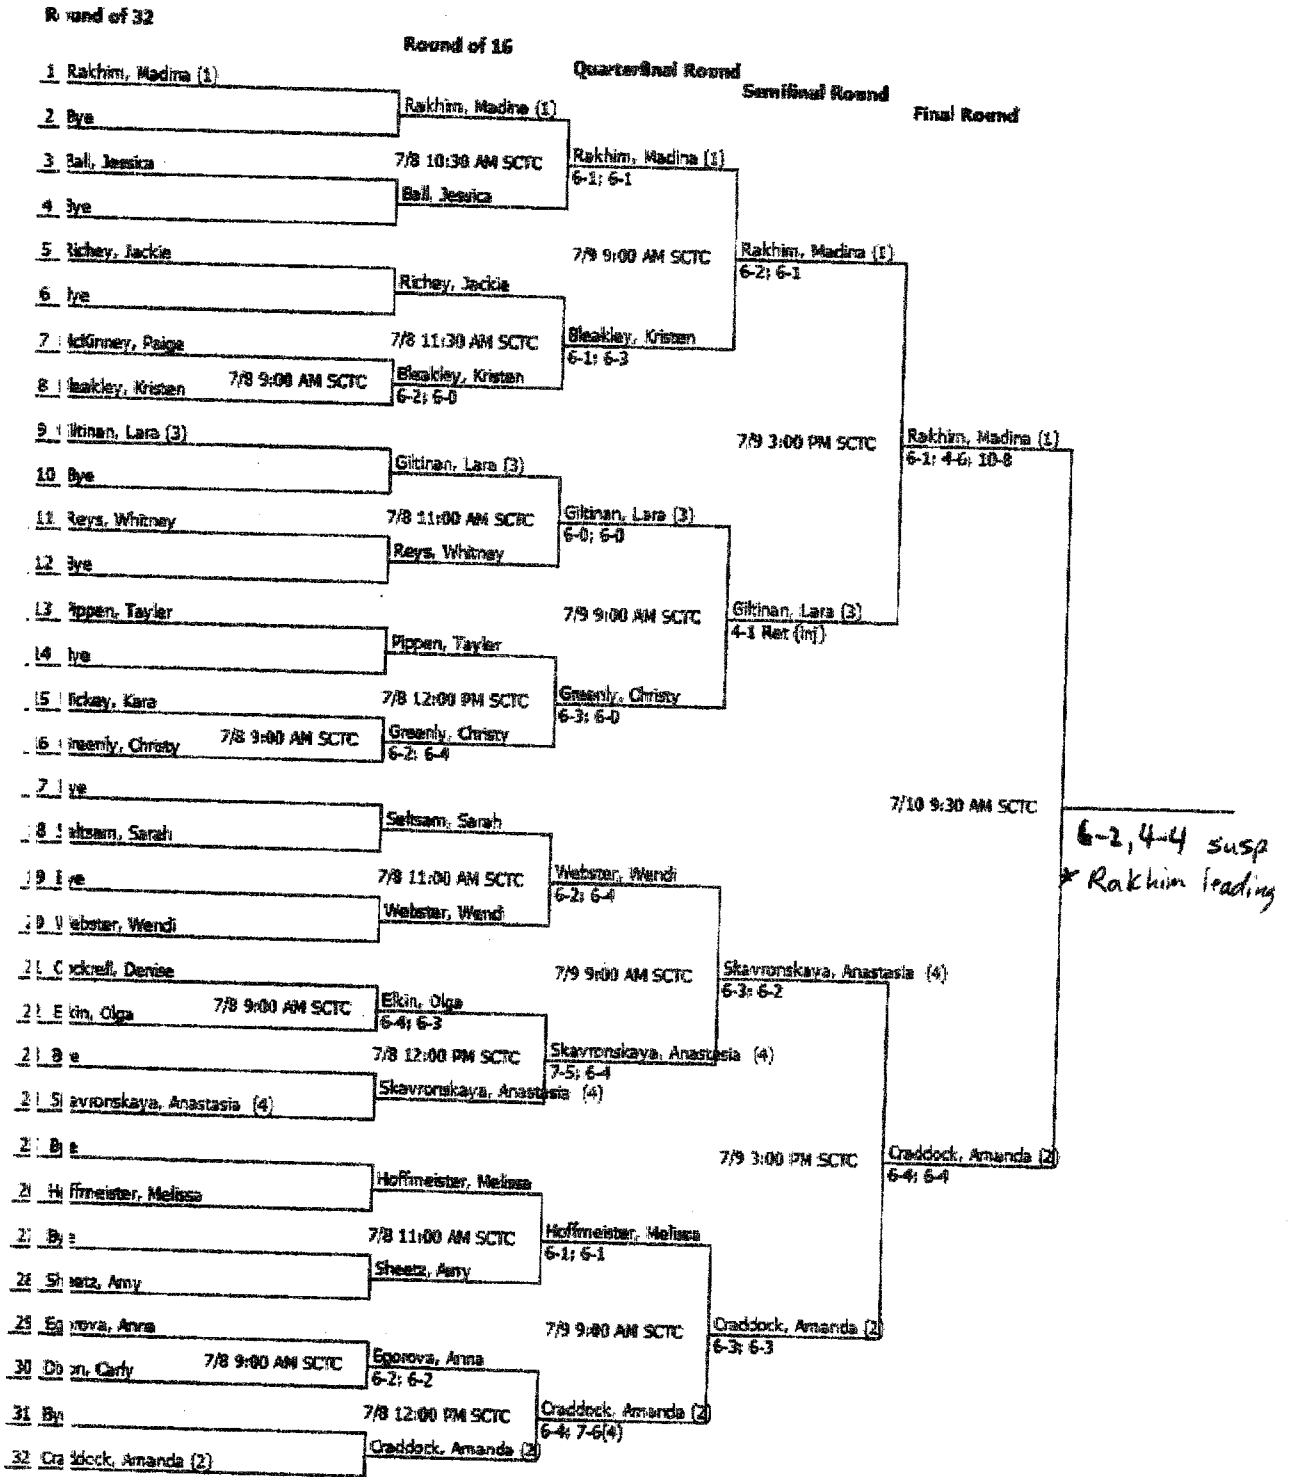 Round of 32
Round of 16
Quarterfinal Round
Semifinal Round
Final Round
1 Rakhim, Madina (1)
2 Bye
3 Ball, Jessica
4 Bye
5 Richey, Jackie
6 Bye
7 McKinney, Paige
8 Bleakley, Kristen
7/8 9:00 AM SCTC
9 Giltinan, Lara (3)
10 Bye
11 Reys, Whitney
12 Bye
13 Pippen, Tayler
14 Bye
15 Hickey, Kara
16 Greenly, Christy
7/8 9:00 AM SCTC
17 Bye
18 Seltsam, Sarah
19 Bye
20 Webster, Wendi
21 Cockrell, Denise
22 Elkin, Olga
7/8 9:00 AM SCTC
23 Bye
24 Skavronskaya, Anastasia (4)
25 Bye
26 Hoffmeister, Melissa
27 Bye
28 Sheetz, Amy
29 Egorova, Anna
30 Carly
7/8 9:00 AM SCTC
31 Bye
32 Craddock, Amanda (2)
Rakhim, Madina (1)
7/8 10:30 AM SCTC
Ball, Jessica
Richey, Jackie
7/8 11:30 AM SCTC
Bleakley, Kristen
6-2; 6-0
Giltinan, Lara (3)
7/8 11:00 AM SCTC
Reys, Whitney
Pippen, Tayler
7/8 12:00 PM SCTC
Greenly, Christy
6-2; 6-4
Seltsam, Sarah
7/8 11:00 AM SCTC
Webster, Wendi
Elkin, Olga
6-4; 6-3
7/8 12:00 PM SCTC
Skavronskaya, Anastasia (4)
Hoffmeister, Melissa
7/8 11:00 AM SCTC
Sheetz, Amy
Egorova, Anna
6-2; 6-2
7/8 12:00 PM SCTC
Craddock, Amanda (2)
Rakhim, Madina (1)
6-1; 6-1
7/9 9:00 AM SCTC
Bleakley, Kristen
6-1; 6-3
Giltinan, Lara (3)
6-0; 6-0
7/9 9:00 AM SCTC
Greenly, Christy
6-3; 6-0
Webster, Wendi
6-2; 6-4
7/9 9:00 AM SCTC
Skavronskaya, Anastasia (4)
7-5; 6-4
Hoffmeister, Melissa
6-1; 6-1
7/9 9:00 AM SCTC
Craddock, Amanda (2)
6-4; 7-6(4)
Rakhim, Madina (1)
6-2; 6-1
7/9 3:00 PM SCTC
Giltinan, Lara (3)
4-1 Ret (inj)
Skavronskaya, Anastasia (4)
6-3; 6-2
7/9 3:00 PM SCTC
Craddock, Amanda (2)
6-3; 6-3
Rakhim, Madina (1)
6-1; 4-6; 10-8
7/10 9:30 AM SCTC
Craddock, Amanda (2)
6-4; 6-4
6-2, 4-4 susp
* Rakhim leading